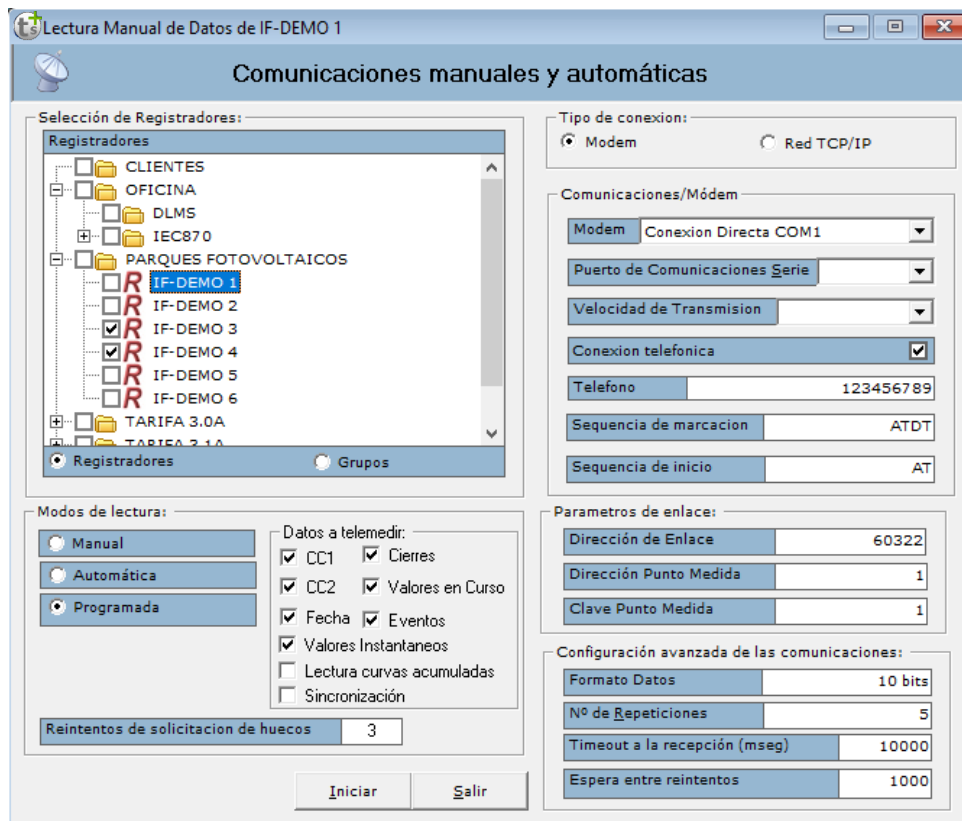 Lectura Manual de Datos de IF-DEMO 1
Comunicaciones manuales y automáticas
Selección de Registradores:
Registradores
CLIENTES
OFICINA
DLMS
IEC870
PARQUES FOTOVOLTAICOS
R IF-DEMO 1
R IF-DEMO 2
R IF-DEMO 3
R IF-DEMO 4
R IF-DEMO 5
R IF-DEMO 6
TARIFA 3.0A
TARIFA 3.1A
Registradores Grupos
Tipo de conexion:
Modem Red TCP/IP
Comunicaciones/Módem
Modem Conexion Directa COM1
Puerto de Comunicaciones Serie
Velocidad de Transmision
Conexion telefonica
Telefono 123456789
Sequencia de marcacion ATDT
Sequencia de inicio AT
Modos de lectura:
Manual
Automática
Programada
Datos a telemedir:
CC1 Cierres
CC2 Valores en Curso
Fecha Eventos
Valores Instantaneos
Lectura curvas acumuladas
Sincronización
Reintentos de solicitacion de huecos 3
Parametros de enlace:
Dirección de Enlace 60322
Dirección Punto Medida 1
Clave Punto Medida 1
Configuración avanzada de las comunicaciones:
Formato Datos 10 bits
Nº de Repeticiones 5
Timeout a la recepción (mseg) 10000
Espera entre reintentos 1000
Iniciar Salir